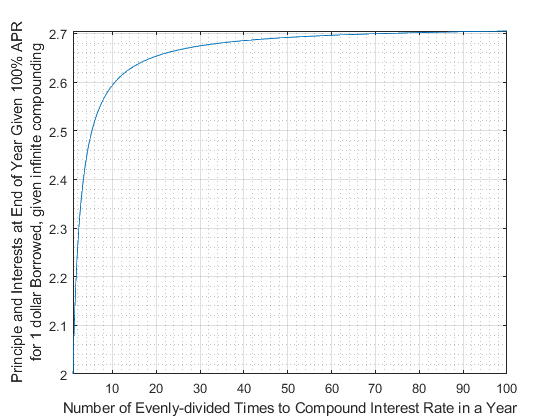 Principle and Interests at End of Year Given 100% APR
for 1 dollar Borrowed, given infinite compounding
2.7
2.6
2.5
2.4
2.3
2.2
2.1
2
10 20 30 40 50 60 70 80 90 100
Number of Evenly-divided Times to Compound Interest Rate in a Year